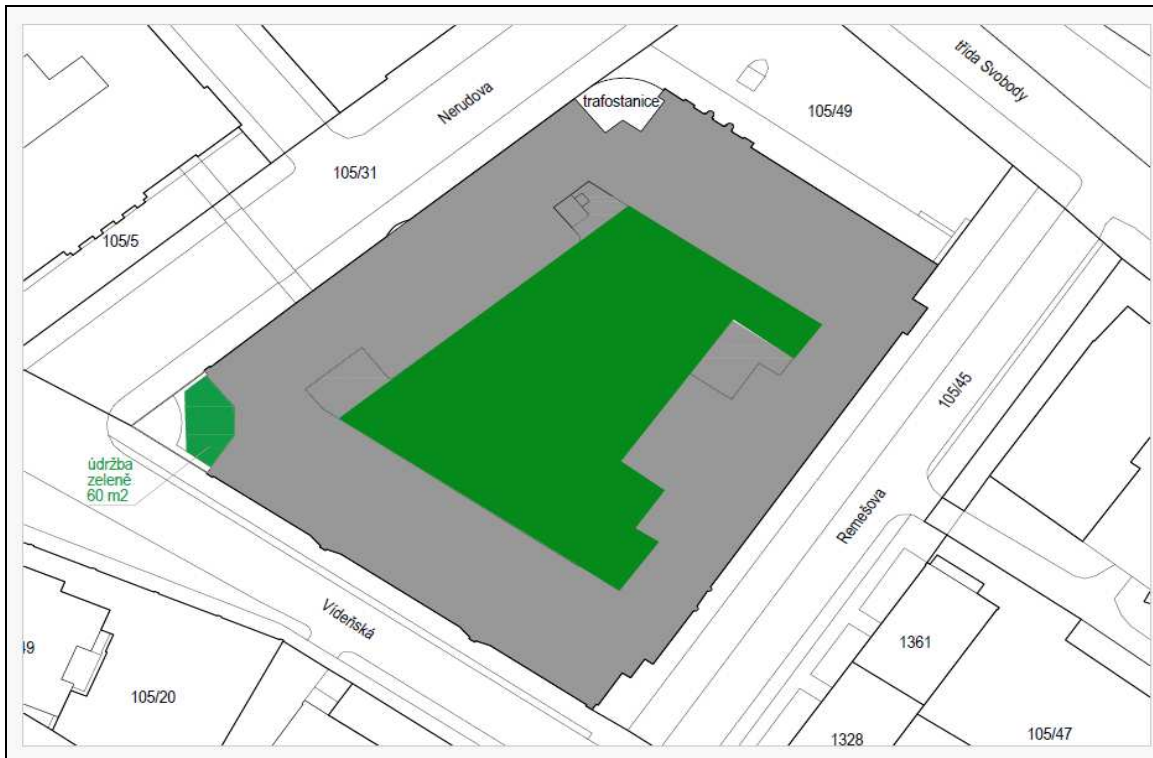 třída Svobody
trafostanice
Nerudova
105/49
105/31
105/5
105/45
údržba
zeleně
60 m2
Remešova
Vídeňská
49
1361
105/20
105/47
1328